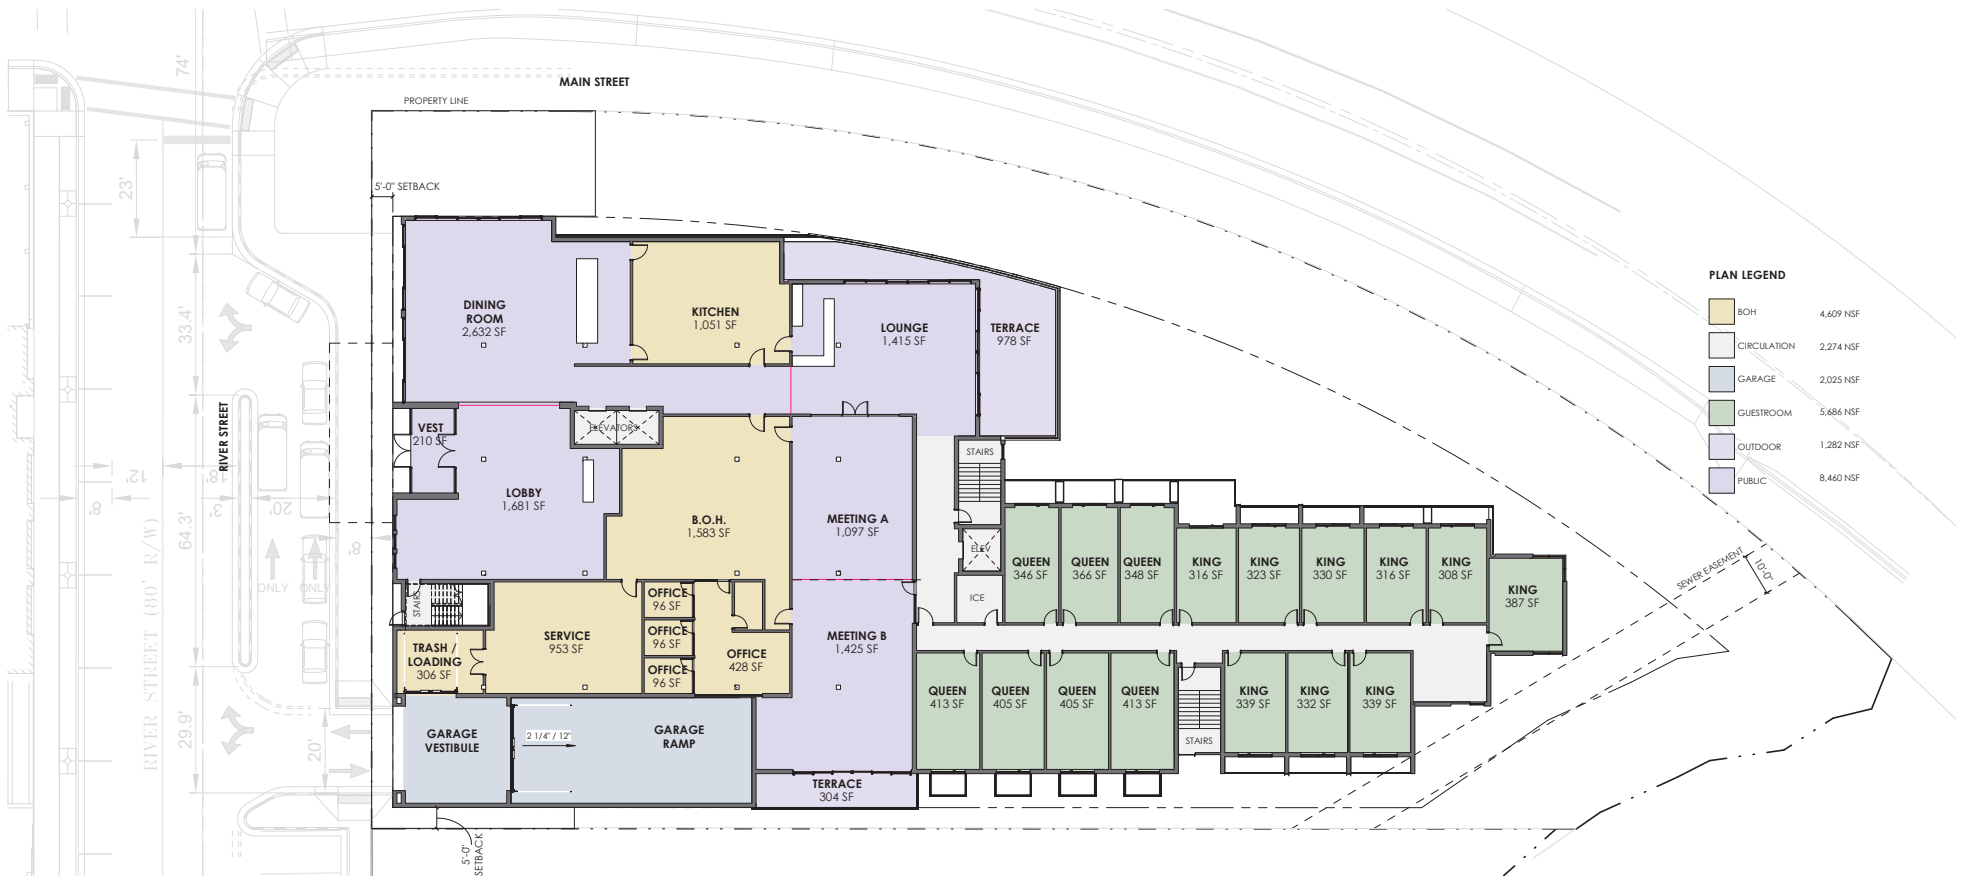 MAIN STREET
PROPERTY LINE
5'-0" SETBACK
74'
23'
33.4'
64.3'
29.9'
20'
8'
12'
18'
3'
20'
8'
ONLY
ONLY
RIVER STREET
RIVER STREET (80' R/W)
DINING
ROOM
2,632 SF
KITCHEN
1,051 SF
LOUNGE
1,415 SF
TERRACE
978 SF
VEST
210 SF
ELEVATORS
LOBBY
1,681 SF
B.O.H.
1,583 SF
MEETING A
1,097 SF
STAIRS
ELEV
ICE
STAIRS
TRASH /
LOADING
306 SF
SERVICE
953 SF
OFFICE
96 SF
OFFICE
96 SF
OFFICE
96 SF
OFFICE
428 SF
MEETING B
1,425 SF
GARAGE
VESTIBULE
2 1/4" / 12"
GARAGE
RAMP
TERRACE
304 SF
5'-0"
SETBACK
QUEEN
346 SF
QUEEN
366 SF
QUEEN
348 SF
KING
316 SF
KING
323 SF
KING
330 SF
KING
316 SF
KING
308 SF
KING
387 SF
QUEEN
413 SF
QUEEN
405 SF
QUEEN
405 SF
QUEEN
413 SF
STAIRS
KING
339 SF
KING
332 SF
KING
339 SF
SEWER EASEMENT
10'-0"
PLAN LEGEND
BOH 4,609 NSF
CIRCULATION 2,274 NSF
GARAGE 2,025 NSF
GUESTROOM 5,686 NSF
OUTDOOR 1,282 NSF
PUBLIC 8,460 NSF